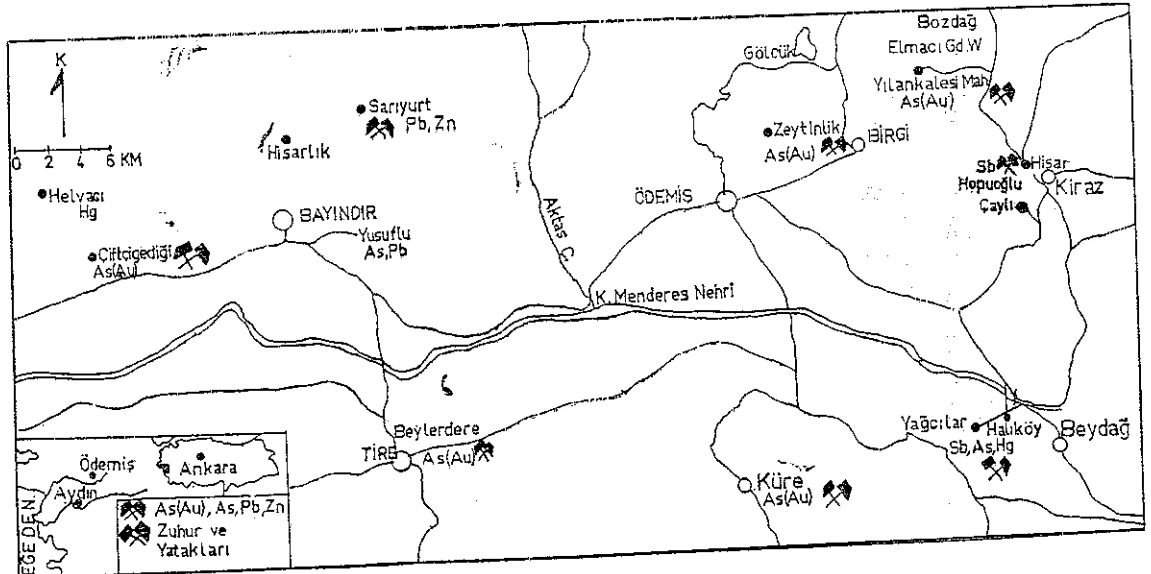 Bozdağ
Elmacı Gd.W
Gölcük
K
Yılankalesi Mah
As(Au)
Sarıyurt
Pb, Zn
Zeytinlik
As(Au)
BİRGİ
Hisarlık
0 2 4 6 KM
Sb
Hisar
Hopuoğlu
Kiraz
Çaylı
Helvacı
Hg
ÖDEMİŞ
BAYINDIR
Aktaş Ç.
Yusuflu
As,Pb
Çiftçigediği
As(Au)
K. Menderes Nehri
Yağcılar
Halıköy
Sb, As, Hg
Beydağ
Beylerdere
As(Au)
TİRE
Küre
As(Au)
Ödemiş
Ankara
Aydın
EGE DEN.
As(Au), As, Pb, Zn
Zuhur ve
Yatakları